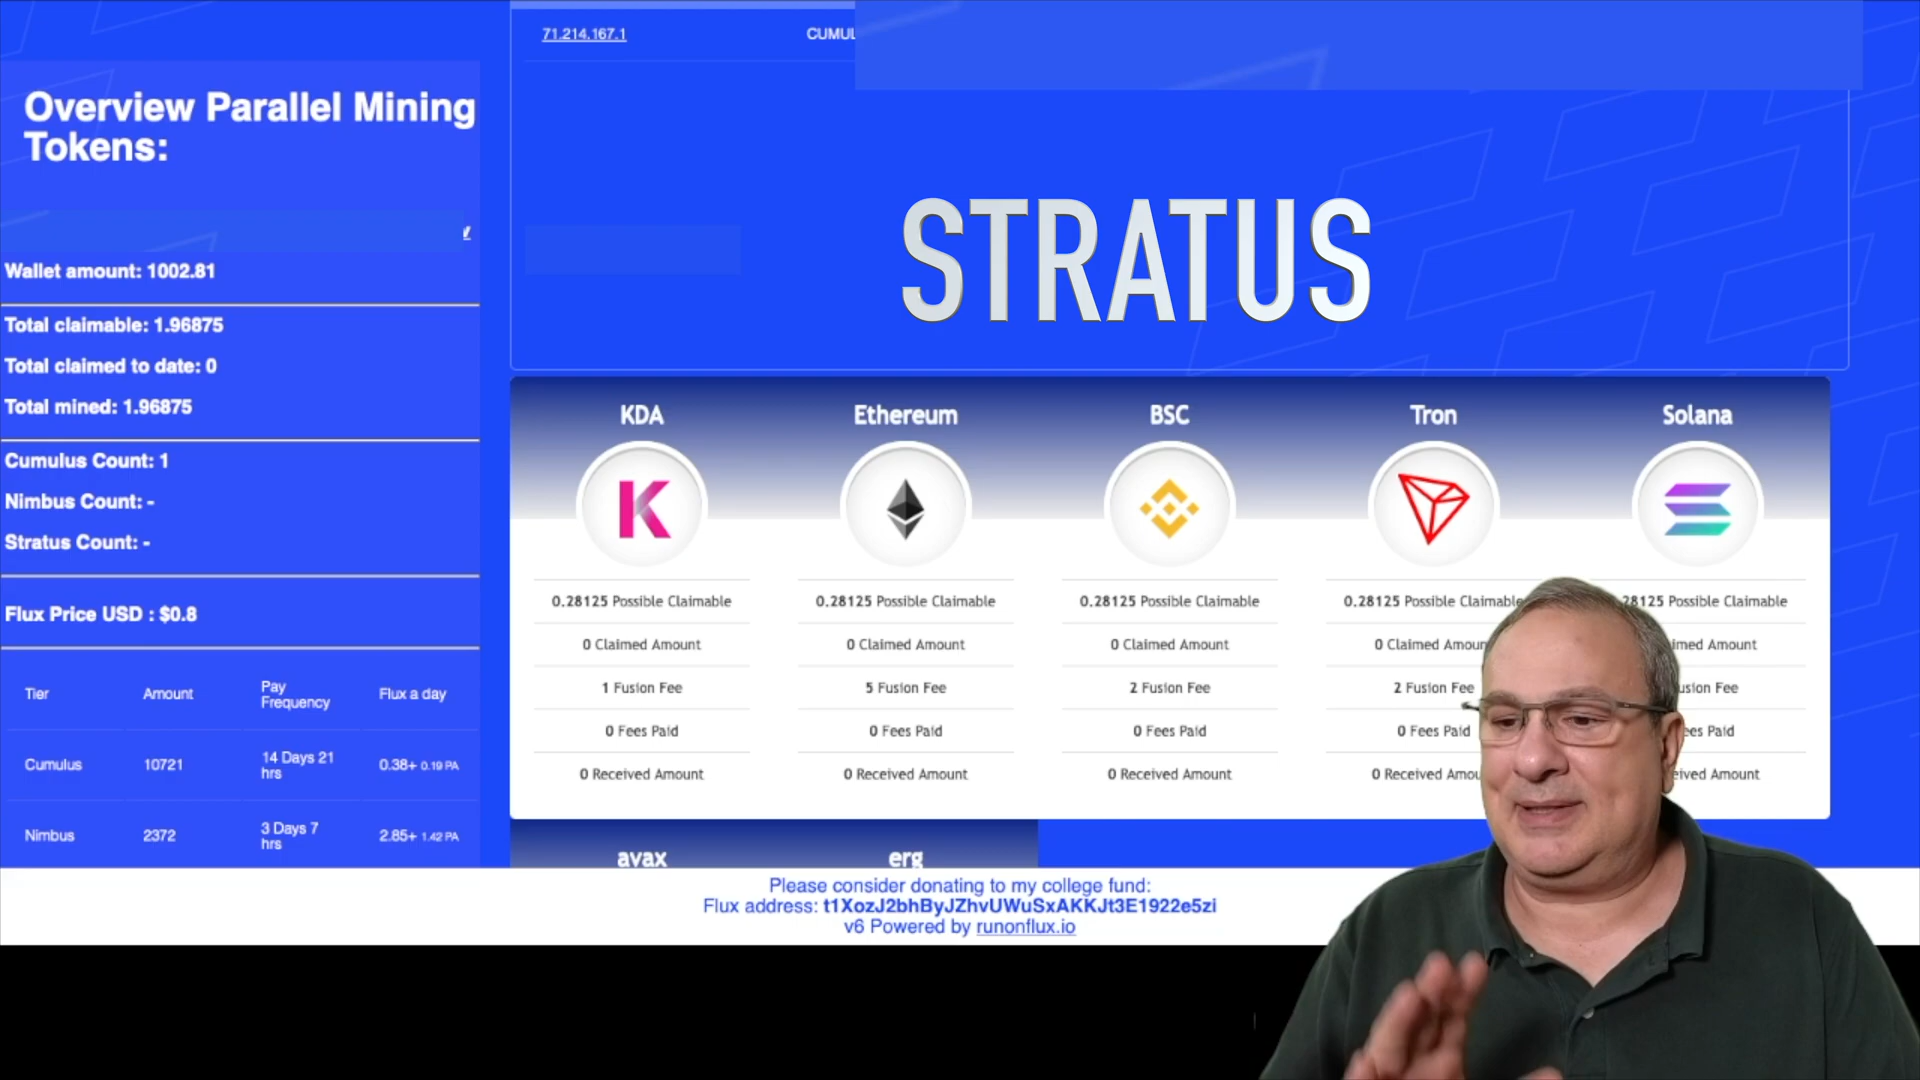 71.214.167.1
Overview Parallel Mining
Tokens:
STRATUS
Wallet amount: 1002.81
Total claimable: 1.96875
Total claimed to date: 0
Total mined: 1.96875
Cumulus Count: 1
Nimbus Count: -
Stratus Count: -
Flux Price USD : $0.8
Tier Amount Pay Frequency Flux a day
Cumulus 10721 14 Days 21 hrs 0.38+ 0.19 PA
Nimbus 2372 3 Days 7 hrs 2.85+ 1.42 PA
KDA Ethereum BSC Tron Solana
0.28125 Possible Claimable 0.28125 Possible Claimable 0.28125 Possible Claimable 0.28125 Possible Claimable 28125 Possible Claimable
0 Claimed Amount 0 Claimed Amount 0 Claimed Amount 0 Claimed Amount
1 Fusion Fee 5 Fusion Fee 2 Fusion Fee 2 Fusion Fee Fee
0 Fees Paid 0 Fees Paid 0 Fees Paid 0 Fees Paid Paid
0 Received Amount 0 Received Amount 0 Received Amount 0 Received Amount
avax erg
Please consider donating to my college fund:
Flux address: t1XozJ2bhByJZhvUWuSxAKKJt3E1922e5zi
v6 Powered by runonflux.io